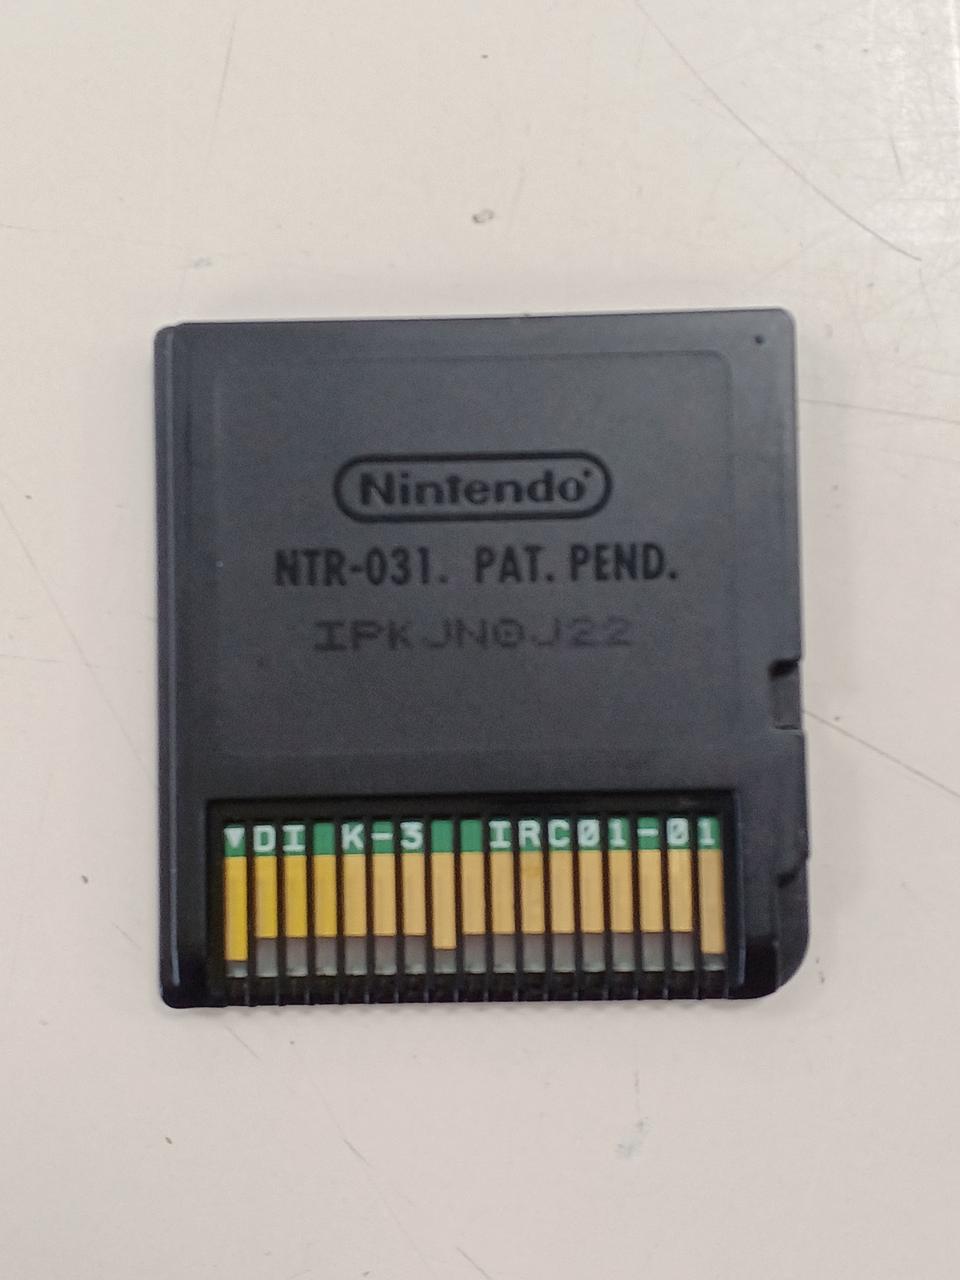 Nintendo
NTR-031. PAT. PEND.
IPKJN0J22
▼DI K-3 IRC01-01